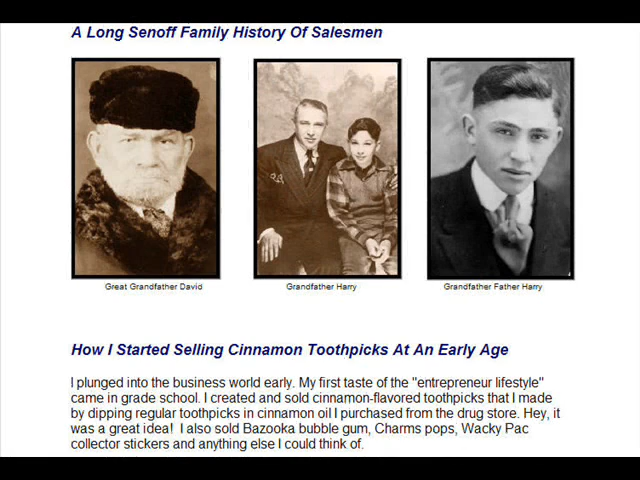 A Long Senoff Family History Of Salesmen
Great Grandfather David
Grandfather Harry
Grandfather Father Harry
How I Started Selling Cinnamon Toothpicks At An Early Age
I plunged into the business world early. My first taste of the "entrepreneur lifestyle"
came in grade school. I created and sold cinnamon-flavored toothpicks that I made
by dipping regular toothpicks in cinnamon oil I purchased from the drug store. Hey, it
was a great idea!  I also sold Bazooka bubble gum, Charms pops, Wacky Pac
collector stickers and anything else I could think of.